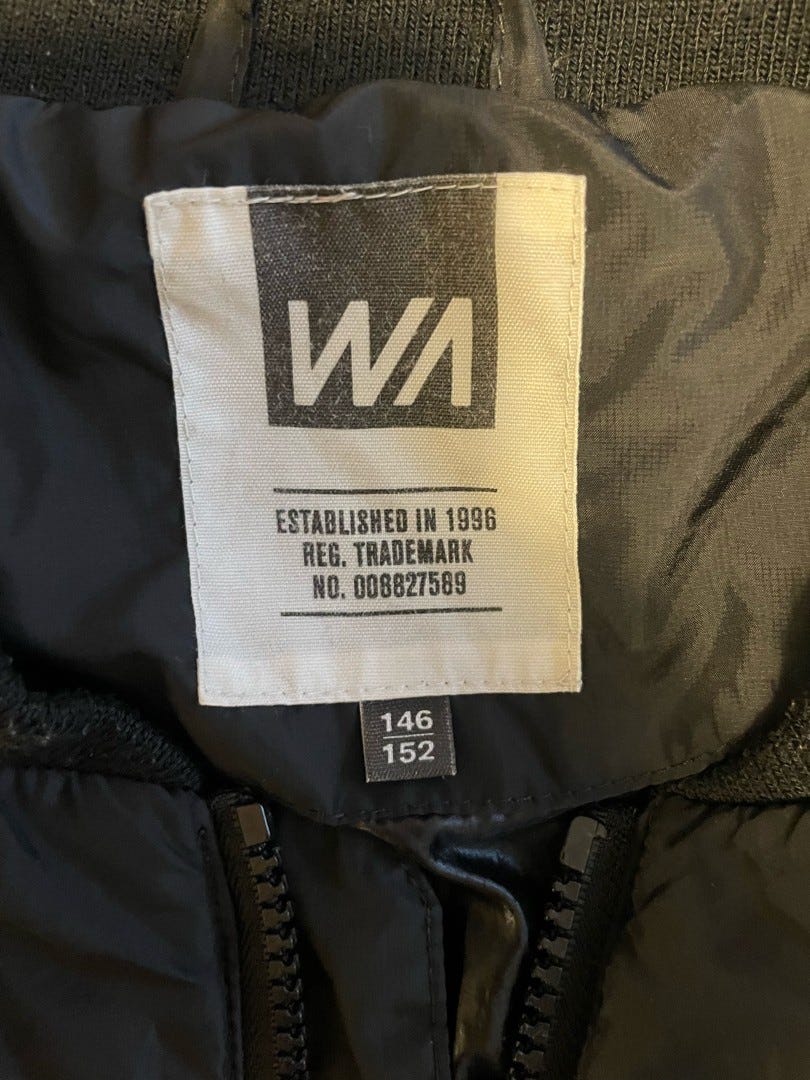 WA
ESTABLISHED IN 1996
REG. TRADEMARK
NO. 008827589
146
152